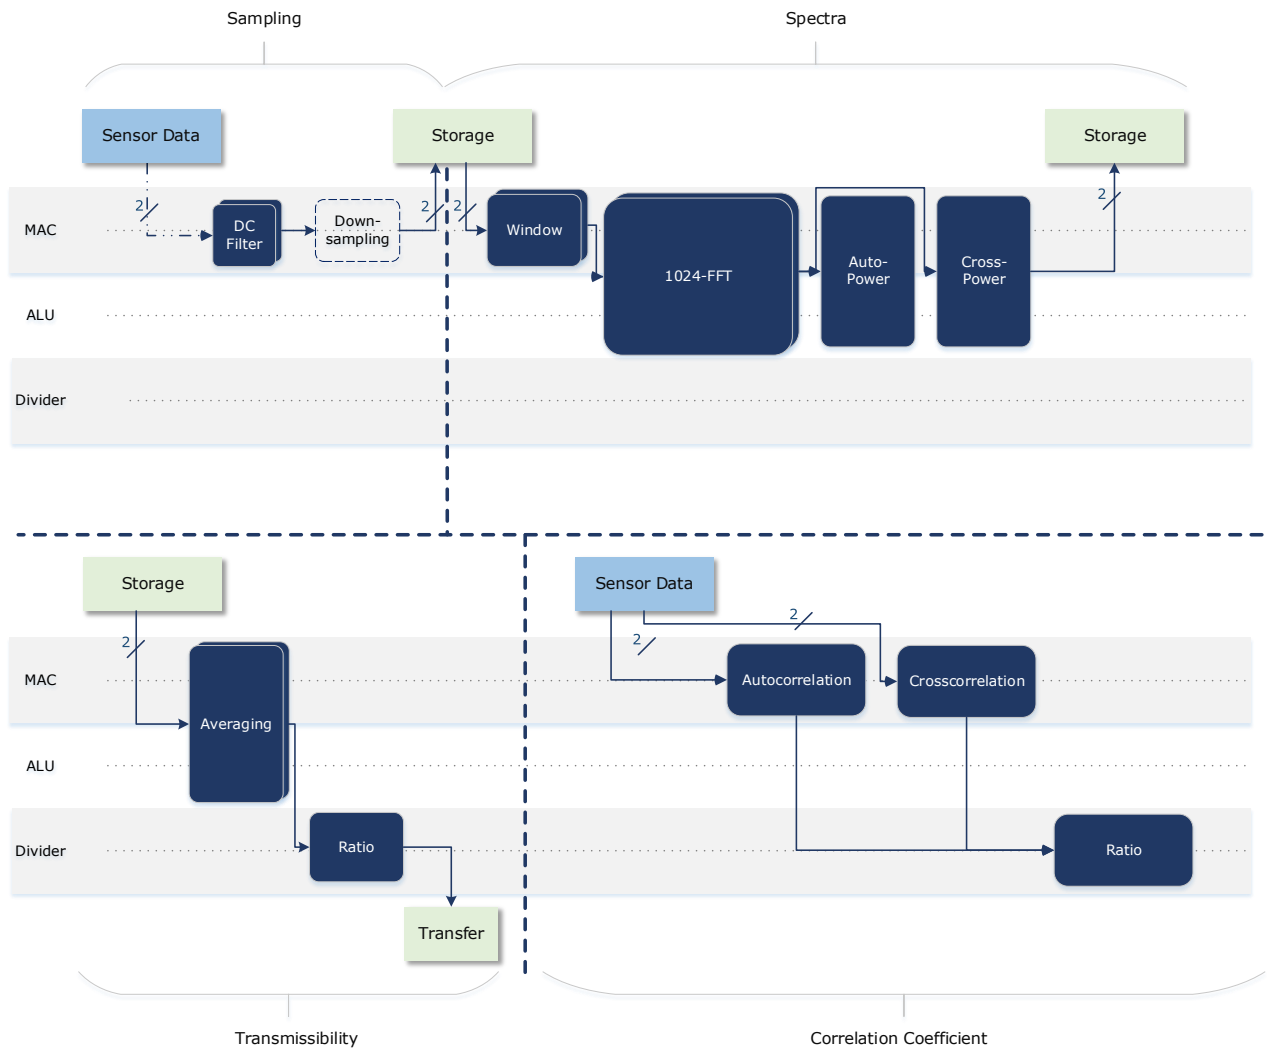 Sampling
Spectra
Sensor Data
Storage
Storage
2
2
2
2
MAC
DC
Filter
Down-
sampling
Window
1024-FFT
Auto-
Power
Cross-
Power
ALU
Divider
Storage
Sensor Data
2
2
2
MAC
Autocorrelation
Crosscorrelation
Averaging
ALU
Divider
Ratio
Ratio
Transfer
Transmissibility
Correlation Coefficient